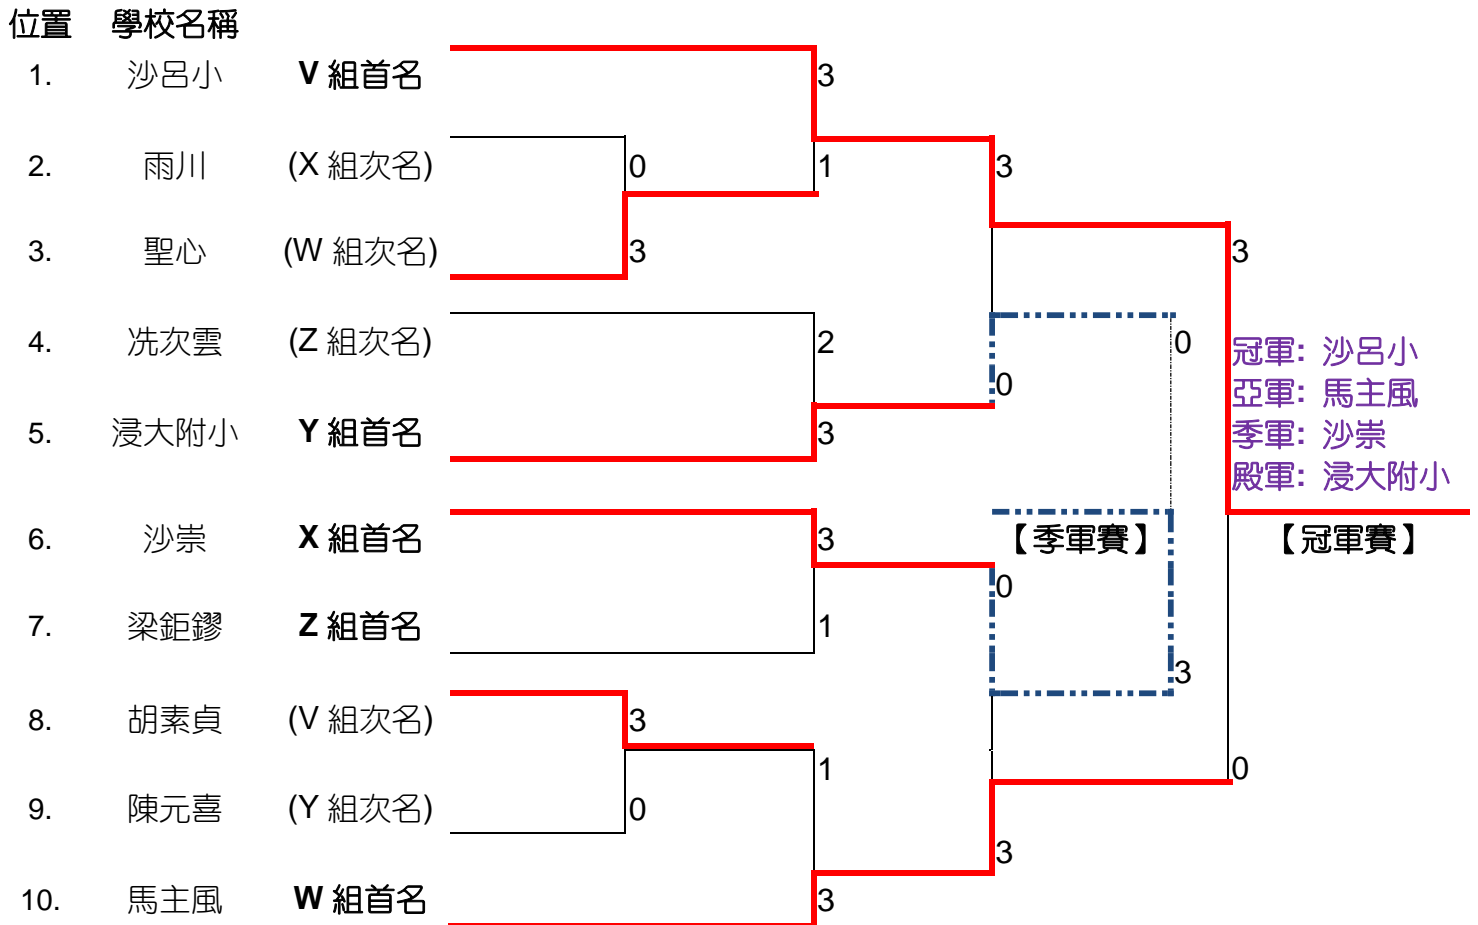 位置 學校名稱
1. 沙呂小 V 組首名 3
2. 雨川 (X 組次名) 0 1 3
3. 聖心 (W 組次名) 3 3
4. 冼次雲 (Z 組次名) 2 0
冠軍: 沙呂小
0
亞軍: 馬主風
5. 浸大附小 Y 組首名 3
季軍: 沙崇
殿軍: 浸大附小
6. 沙崇 X 組首名 3 【季軍賽】 【冠軍賽】
0
7. 梁鉅鏐 Z 組首名 1
3
8. 胡素貞 (V 組次名) 3
1 0
9. 陳元喜 (Y 組次名) 0
3
10. 馬主風 W 組首名 3